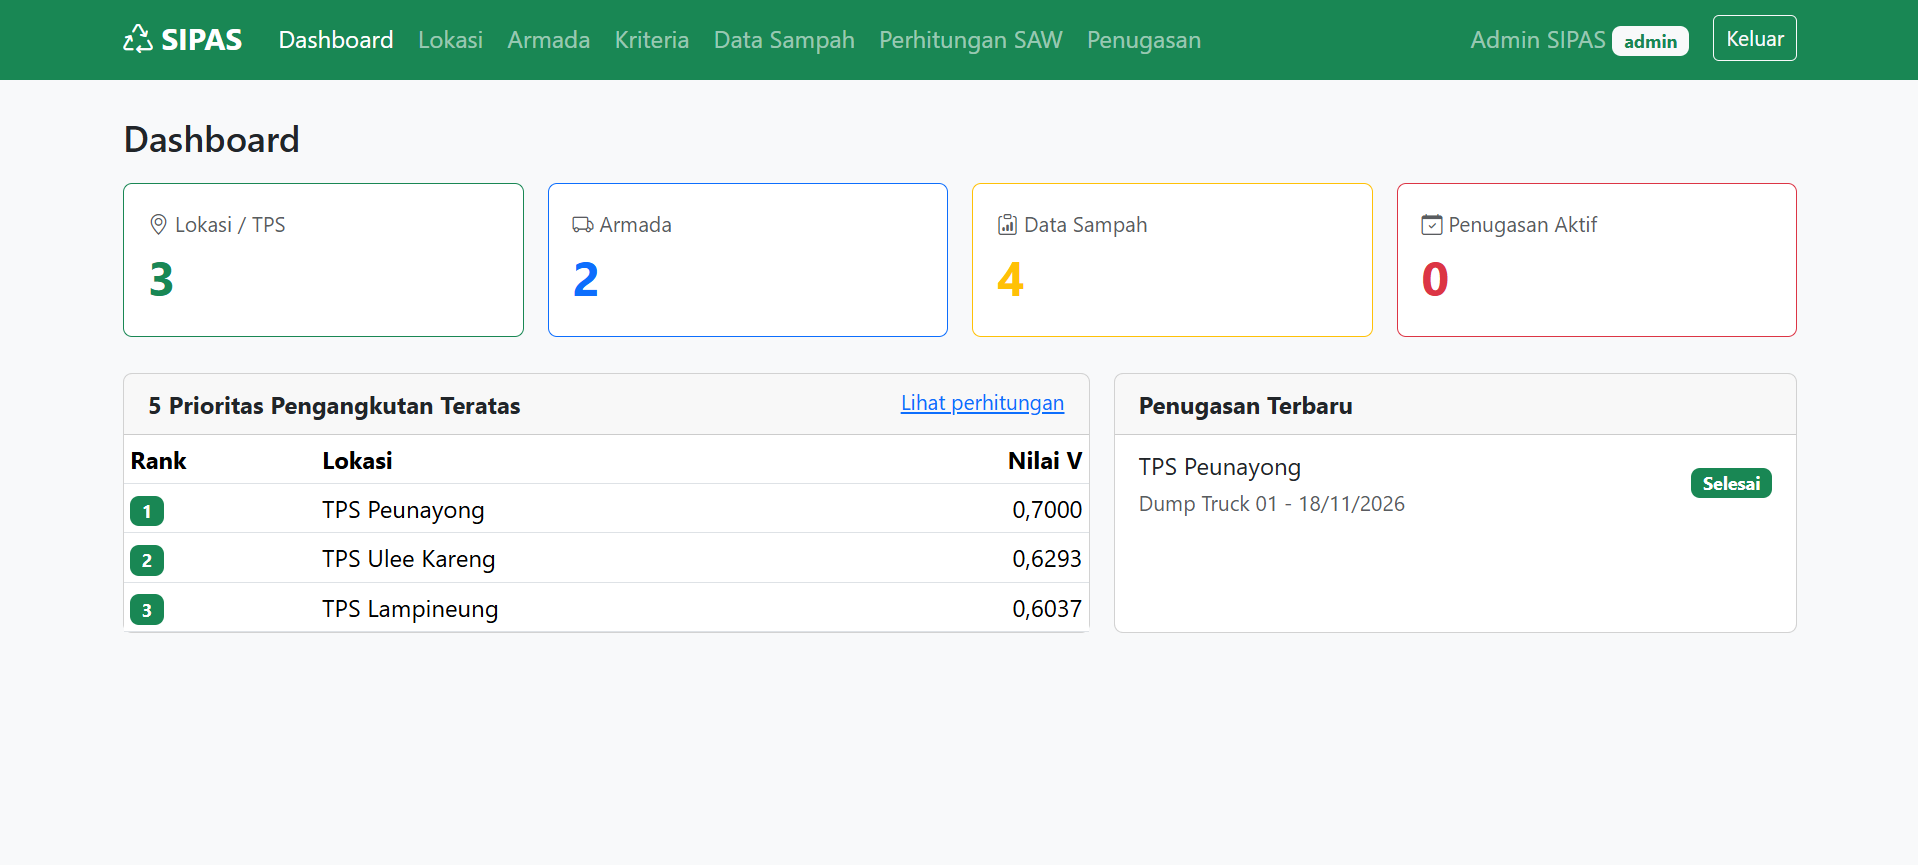 SIPAS Dashboard Lokasi Armada Kriteria Data Sampah Perhitungan SAW Penugasan Admin SIPAS admin Keluar
Dashboard
Lokasi / TPS
3
Armada
2
Data Sampah
4
Penugasan Aktif
0
5 Prioritas Pengangkutan Teratas Lihat perhitungan
Rank Lokasi Nilai V
1 TPS Peunayong 0,7000
2 TPS Ulee Kareng 0,6293
3 TPS Lampineung 0,6037
Penugasan Terbaru
TPS Peunayong
Dump Truck 01 - 18/11/2026
Selesai